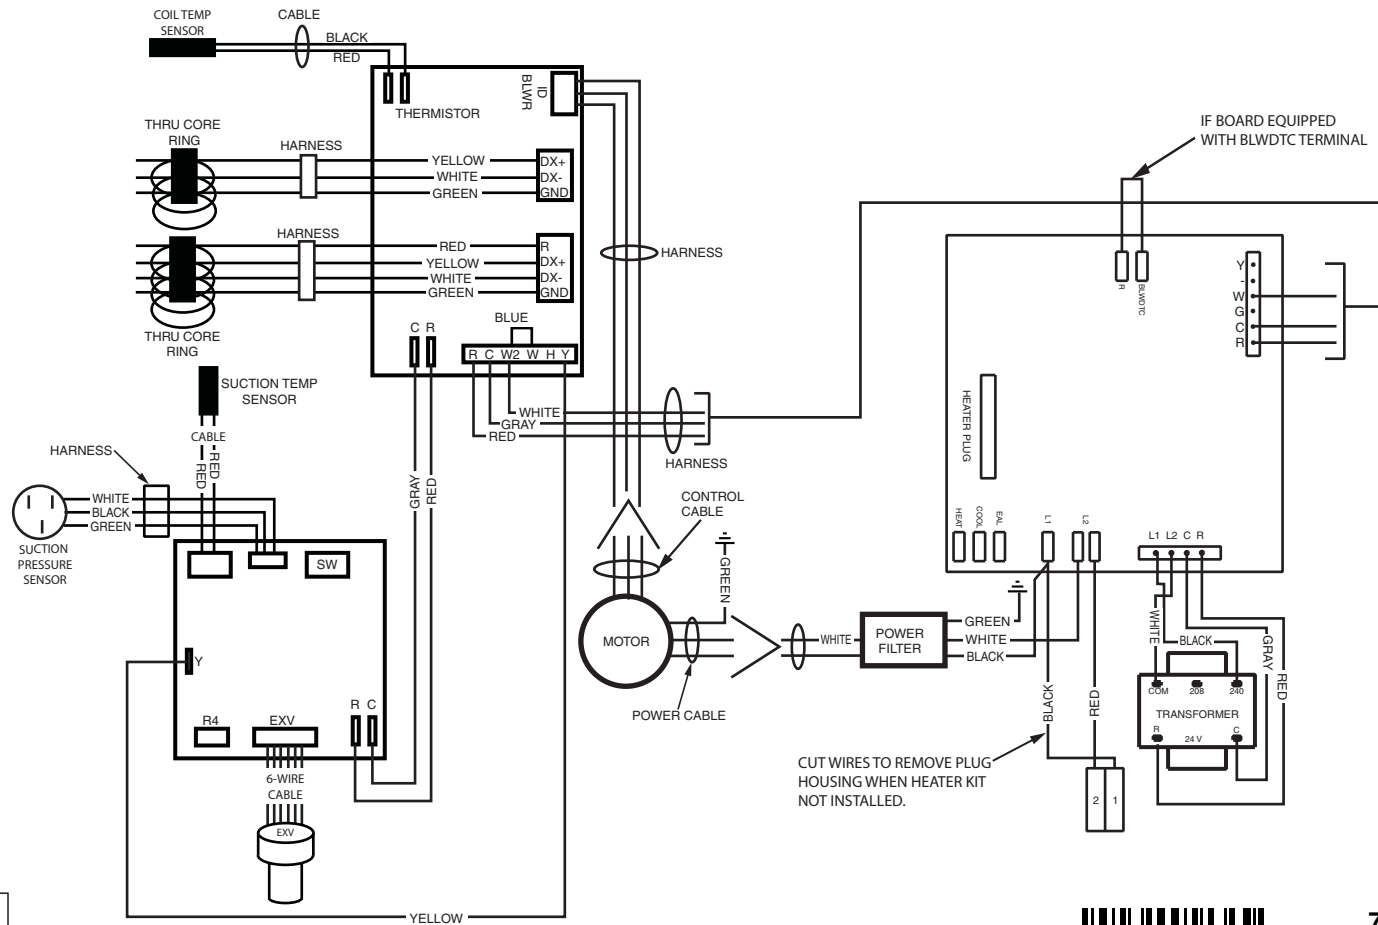 COIL TEMP
SENSOR
CABLE
BLACK
RED
THERMISTOR
ID
BLWR
THRU CORE
RING
HARNESS
YELLOW
WHITE
GREEN
DX+
DX-
GND
HARNESS
RED
YELLOW
WHITE
GREEN
R
DX+
DX-
GND
THRU CORE
RING
HARNESS
BLUE
C R
R C W2 W H Y
WHITE
GRAY
RED
HARNESS
IF BOARD EQUIPPED
WITH BLWDTC TERMINAL
R
BLWDTC
Y
-
W
G
C
R
HEATER PLUG
HEAT
COOL
EAL
L1
L2
L1 L2 C R
SUCTION TEMP
SENSOR
CABLE
RED
RED
HARNESS
WHITE
BLACK
GREEN
SUCTION
PRESSURE
SENSOR
SW
Y
R4
EXV
R C
GRAY
RED
6-WIRE
CABLE
EXV
YELLOW
CONTROL
CABLE
GREEN
MOTOR
POWER CABLE
WHITE
POWER
FILTER
GREEN
WHITE
BLACK
BLACK
RED
CUT WIRES TO REMOVE PLUG
HOUSING WHEN HEATER KIT
NOT INSTALLED.
2 1
WHITE
BLACK
GRAY
RED
COM 208 240
TRANSFORMER
R 24 V C